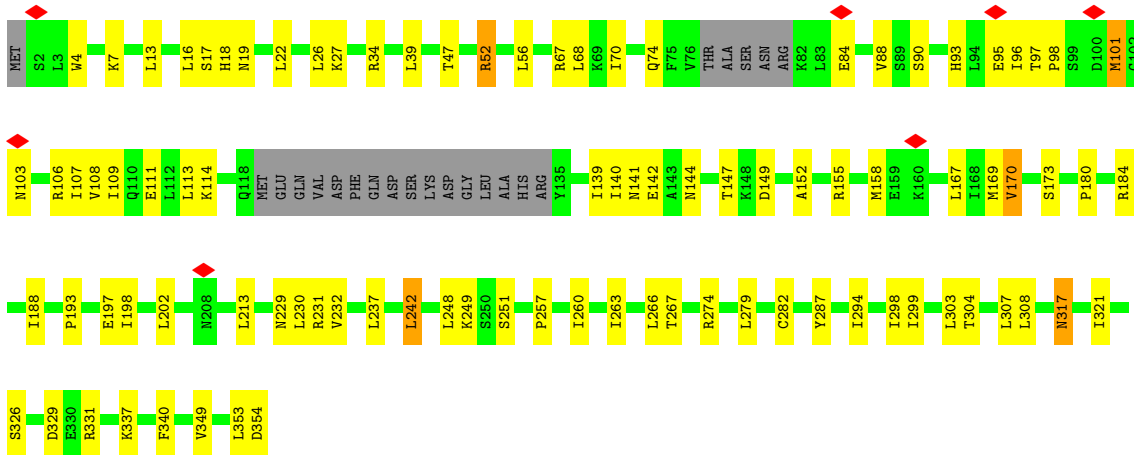 MET S2 L3 W4 K7 L13 L16 S17 H18 N19 L22 L26 K27 R34 L39 T47 R52 L56 R67 L68 K69 I70 Q74 F75 V76 THR ALA SER ASN ARG K82 L83 E84 V88 S89 S90 H93 L94 E95 I96 T97 P98 S99 D100 M101 C102
N103 R106 I107 V108 I109 Q110 E111 L112 L113 K114 Q118 MET GLU GLN VAL ASP PHE GLN ASP SER LYS ASP GLY LEU ALA HIS ARG Y135 I139 I140 N141 E142 A143 N144 T147 K148 D149 A152 R155 M158 E159 K160 L167 I168 M169 V170 S173 P180 R184
I188 P193 E197 I198 L202 N208 L213 N229 L230 R231 V232 L237 L242 L248 K249 S250 S251 P257 I260 I263 L266 T267 R274 L279 C282 Y287 I294 I298 I299 L303 T304 L307 L308 N317 I321
S326 D329 E330 R331 K337 F340 V349 L353 D354